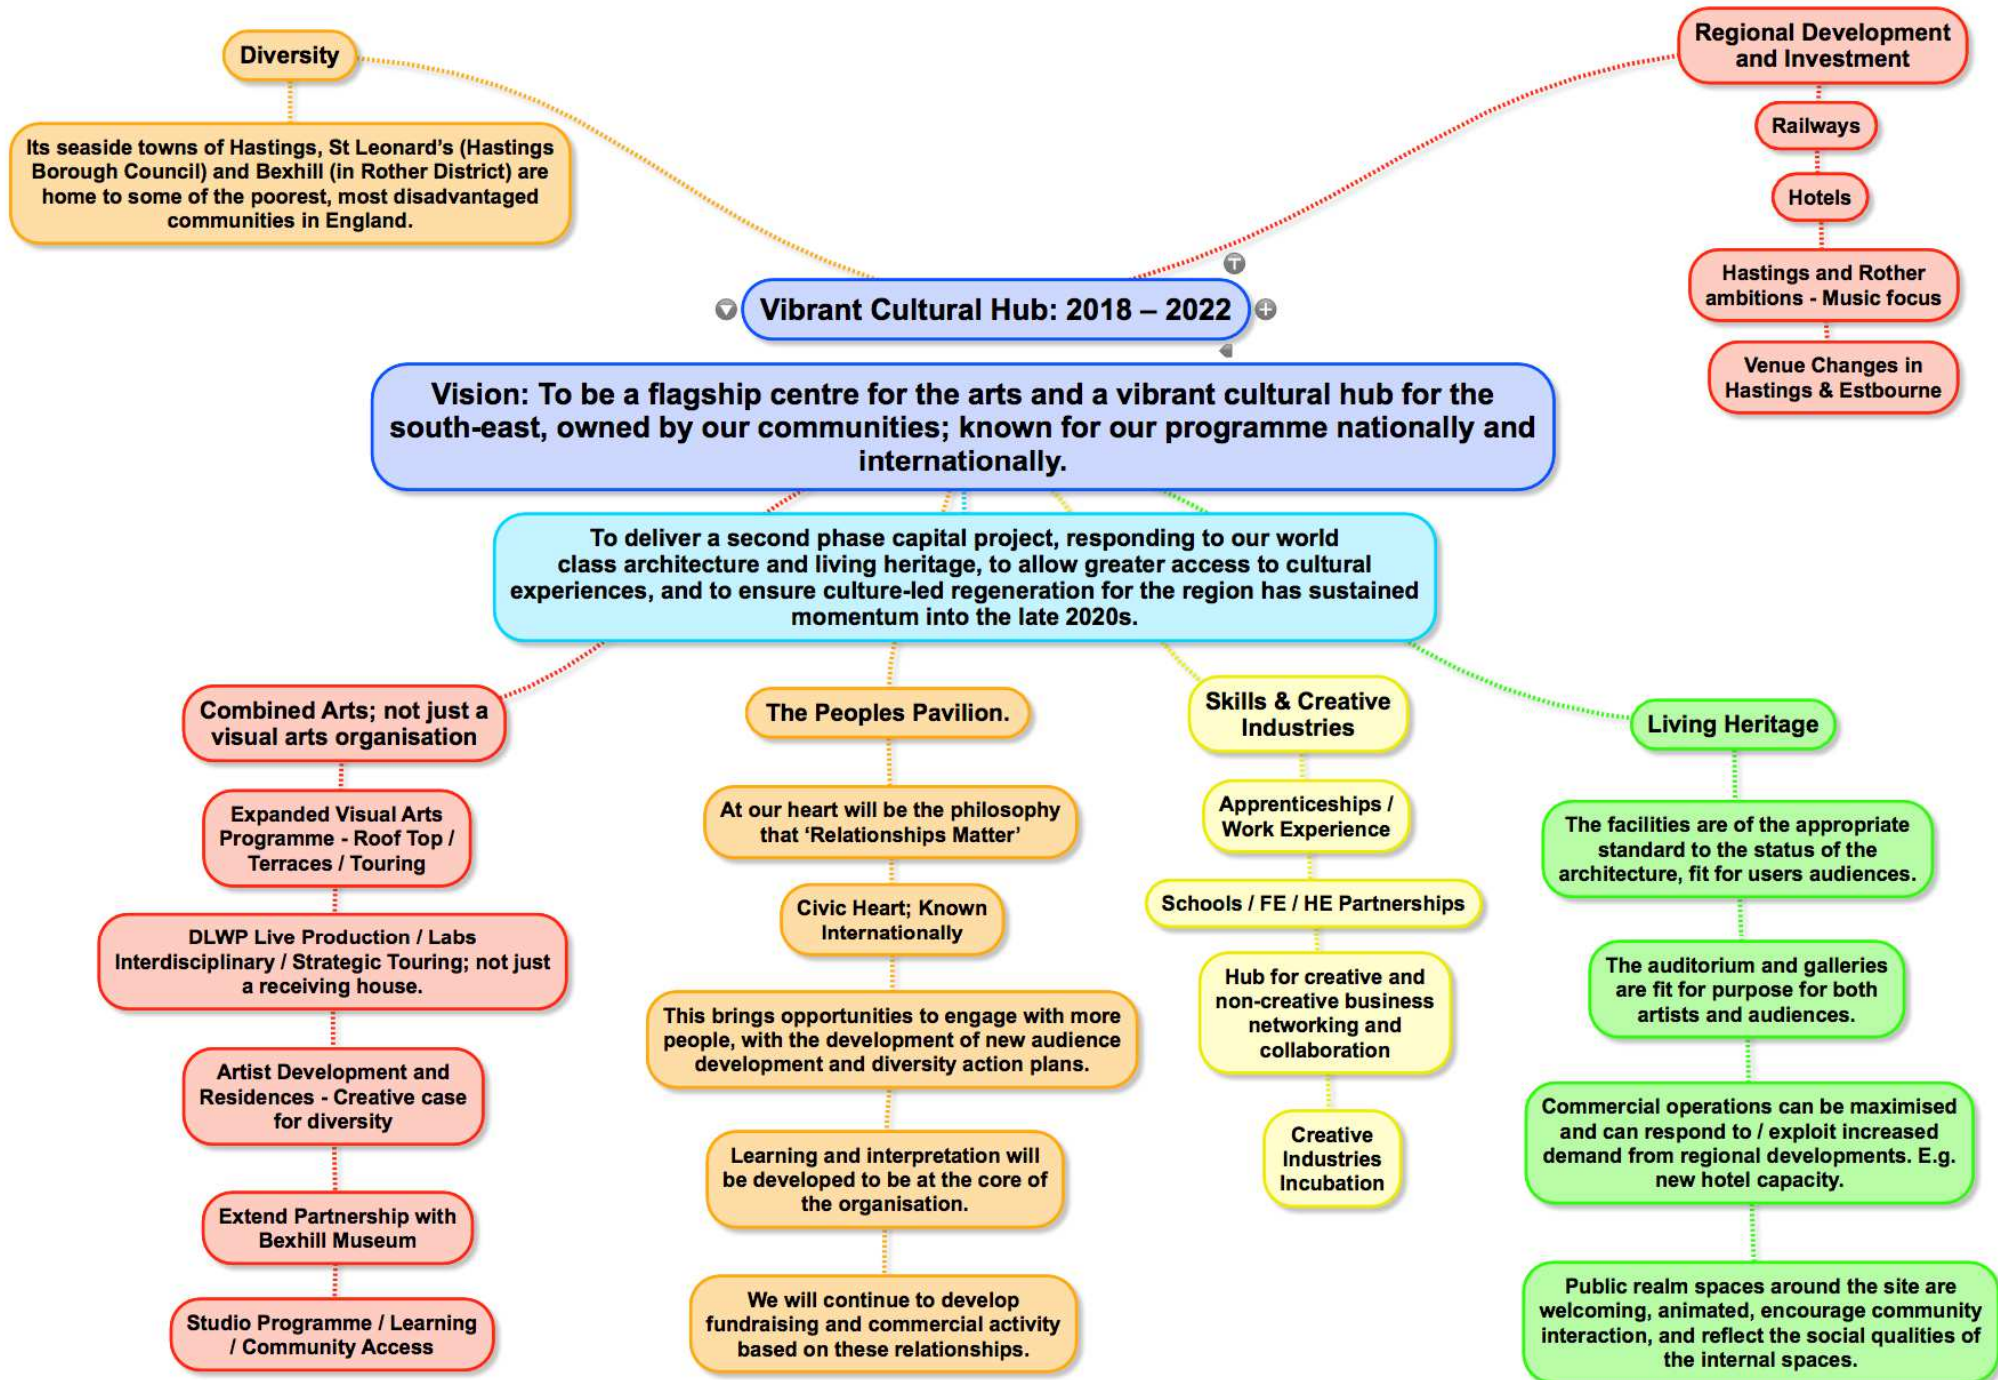 Diversity
Its seaside towns of Hastings, St Leonard's (Hastings
Borough Council) and Bexhill (in Rother District) are
home to some of the poorest, most disadvantaged
communities in England.
Regional Development
and Investment
Railways
Hotels
Hastings and Rother
ambitions - Music focus
Venue Changes in
Hastings & Estbourne
Vibrant Cultural Hub: 2018 – 2022
Vision: To be a flagship centre for the arts and a vibrant cultural hub for the
south-east, owned by our communities; known for our programme nationally and
internationally.
To deliver a second phase capital project, responding to our world
class architecture and living heritage, to allow greater access to cultural
experiences, and to ensure culture-led regeneration for the region has sustained
momentum into the late 2020s.
Combined Arts; not just a
visual arts organisation
Expanded Visual Arts
Programme - Roof Top /
Terraces / Touring
DLWP Live Production / Labs
Interdisciplinary / Strategic Touring; not just
a receiving house.
Artist Development and
Residences - Creative case
for diversity
Extend Partnership with
Bexhill Museum
Studio Programme / Learning
/ Community Access
The Peoples Pavilion.
At our heart will be the philosophy
that ‘Relationships Matter’
Civic Heart; Known
Internationally
This brings opportunities to engage with more
people, with the development of new audience
development and diversity action plans.
Learning and interpretation will
be developed to be at the core of
the organisation.
We will continue to develop
fundraising and commercial activity
based on these relationships.
Skills & Creative
Industries
Apprenticeships /
Work Experience
Schools / FE / HE Partnerships
Hub for creative and
non-creative business
networking and
collaboration
Creative
Industries
Incubation
Living Heritage
The facilities are of the appropriate
standard to the status of the
architecture, fit for users audiences.
The auditorium and galleries
are fit for purpose for both
artists and audiences.
Commercial operations can be maximised
and can respond to / exploit increased
demand from regional developments. E.g.
new hotel capacity.
Public realm spaces around the site are
welcoming, animated, encourage community
interaction, and reflect the social qualities of
the internal spaces.